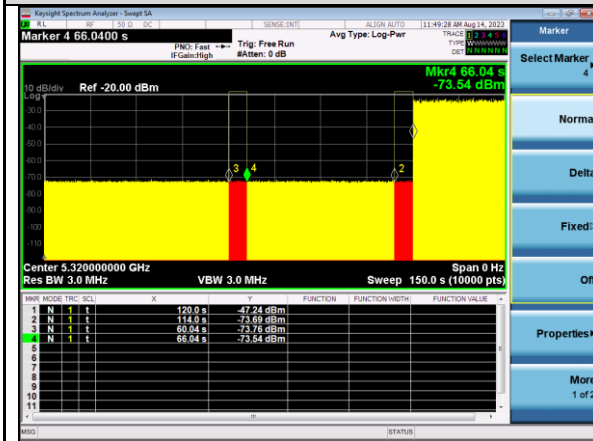 Keysight Spectrum Analyzer - Swept SA
RL RF 50 Ω DC SENSE:INT ALIGN AUTO 11:49:28 AM Aug 14, 2023
Marker 4 66.0400 s
PNO: Fast
IFGain:High
Trig: Free Run
#Atten: 0 dB
Avg Type: Log-Pwr
TRACE 1 2 3 4 5 6
TYPE WWWWWW
DET N N N N N N
Marker
Select Marker
4
Normal
Delta
Fixed
Off
Properties
More
1 of 2
Mkr4 66.04 s
-73.54 dBm
10 dB/div Ref -20.00 dBm
Log
-30.0
-40.0
-50.0
-60.0
-70.0
-80.0
-90.0
-100
-110
3 4 2
Center 5.320000000 GHz Span 0 Hz
Res BW 3.0 MHz VBW 3.0 MHz Sweep 150.0 s (10000 pts)
MKR MODE TRC SCL X Y FUNCTION FUNCTION WIDTH FUNCTION VALUE
1 N 1 t 120.0 s -47.24 dBm
2 N 1 t 114.0 s -73.69 dBm
3 N 1 t 60.04 s -73.76 dBm
4 N 1 t 66.04 s -73.54 dBm
5
6
7
8
9
10
11
MSG STATUS